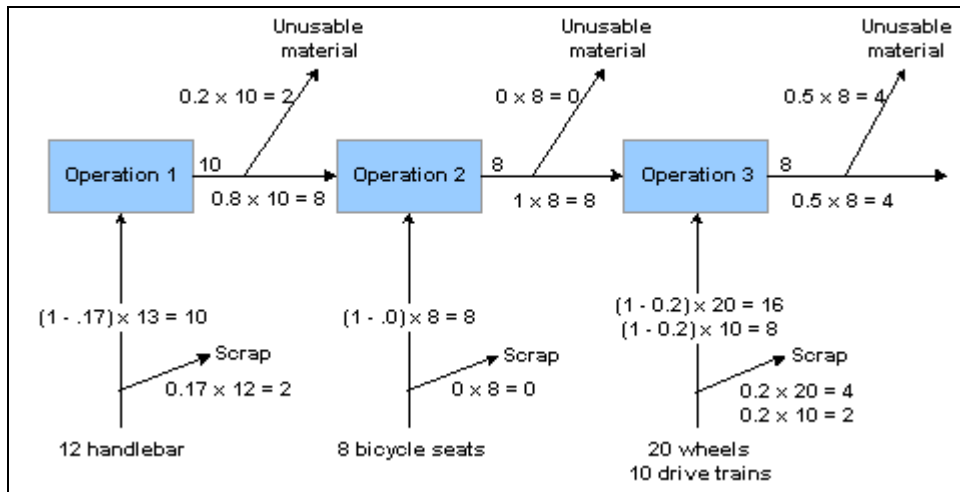 Unusable
material
Unusable
material
Unusable
material
0.2 x 10 = 2
0 x 8 = 0
0.5 x 8 = 4
Operation 1
10
Operation 2
8
Operation 3
8
0.8 x 10 = 8
1 x 8 = 8
0.5 x 8 = 4
(1 - .17) x 13 = 10
(1 - .0) x 8 = 8
(1 - 0.2) x 20 = 16
(1 - 0.2) x 10 = 8
Scrap
Scrap
Scrap
0.17 x 12 = 2
0 x 8 = 0
0.2 x 20 = 4
0.2 x 10 = 2
12 handlebar
8 bicycle seats
20 wheels
10 drive trains